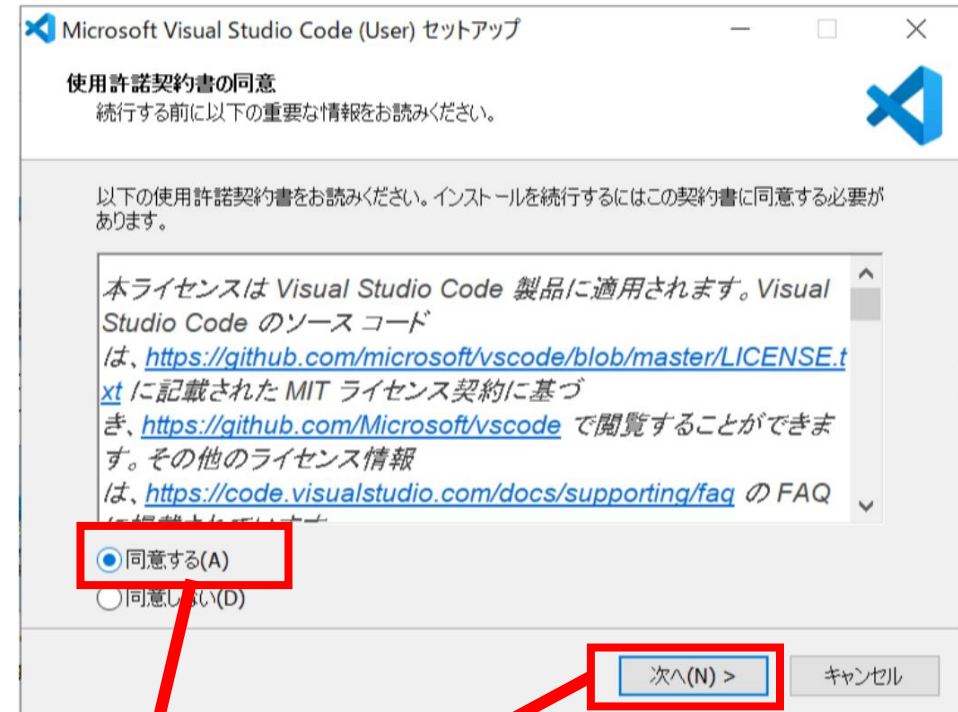 Microsoft Visual Studio Code (User) セットアップ
使用許諾契約書の同意
続行する前に以下の重要な情報をお読みください。
以下の使用許諾契約書をお読みください。インストールを続行するにはこの契約書に同意する必要が
あります。
本ライセンスは Visual Studio Code 製品に適用されます。Visual
Studio Code のソース コード
は、https://github.com/microsoft/vscode/blob/master/LICENSE.t
xt に記載された MIT ライセンス契約に基づ
き、https://github.com/Microsoft/vscode で閲覧することができま
す。その他のライセンス情報
は、https://code.visualstudio.com/docs/supporting/faq の FAQ
に掲載されています
同意する(A)
同意しない(D)
次へ(N) >
キャンセル